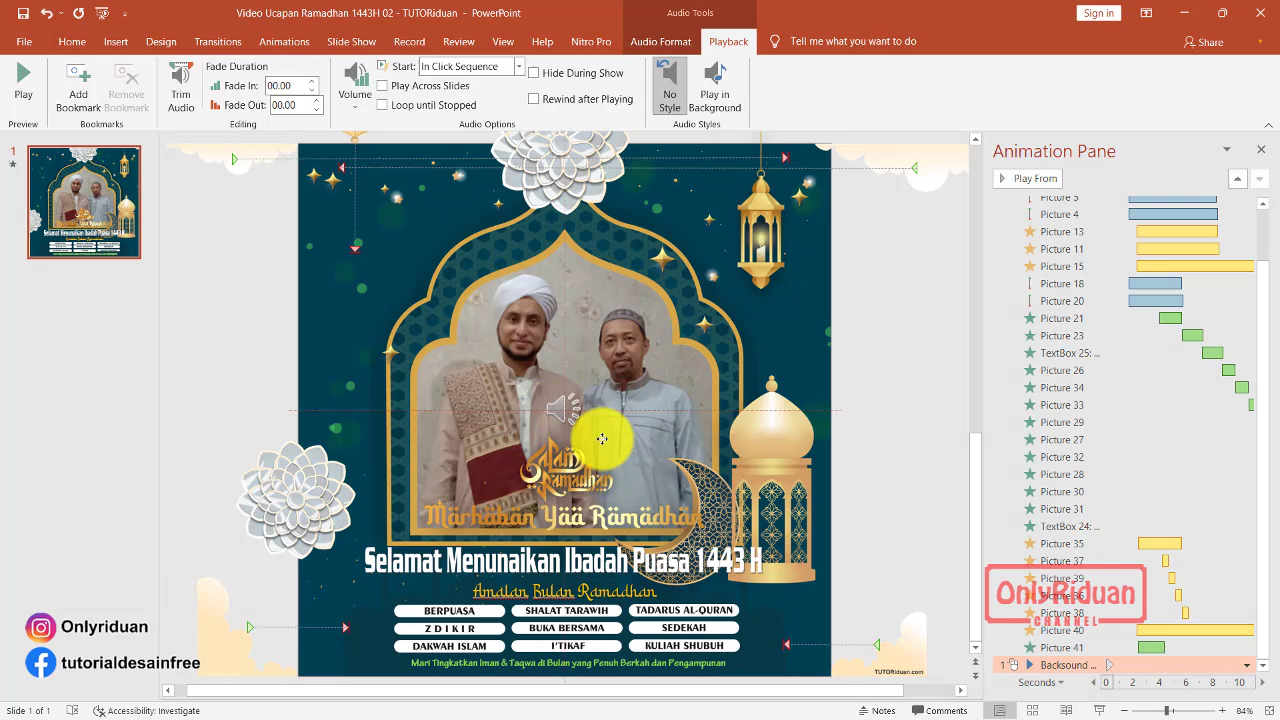 Video Ucapan Ramadhan 1443H 02 - TUTORiduan - PowerPoint
Audio Tools
Sign in
File Home Insert Design Transitions Animations Slide Show Record Review View Help Nitro Pro Audio Format Playback Tell me what you want to do Share
Play
Add Bookmark
Remove Bookmark
Trim Audio
Fade Duration
Fade In: 00.00
Fade Out: 00.00
Volume
Start: In Click Sequence
Play Across Slides
Loop until Stopped
Hide During Show
Rewind after Playing
No Style
Play in Background
Preview Bookmarks Editing Audio Options Audio Styles
1
Salam
Ramadhan
Marhaban Yaa Ramadhan
Selamat Menunaikan Ibadah Puasa 1443 H
Amalan Bulan Ramadhan
BERPUASA SHALAT TARAWIH TADARUS AL-QURAN
ZDIKIR BUKA BERSAMA SEDEKAH
DAKWAH ISLAM I'TIKAF KULIAH SHUBUH
Mari Tingkatkan Iman & Taqwa di Bulan yang Penuh Berkah dan Pengampunan
TUTORiduan.com
Onlyriduan
tutorialdesainfree
Animation Pane
Play From
Picture 5
Picture 4
Picture 13
Picture 11
Picture 15
Picture 18
Picture 20
Picture 21
Picture 23
TextBox 25: ...
Picture 26
Picture 34
Picture 33
Picture 29
Picture 27
Picture 32
Picture 28
Picture 30
Picture 31
TextBox 24: ...
Picture 35
Picture 37
Picture 39
Picture 36
Picture 38
Picture 40
Picture 41
1 Backsound ...
OnlyRiduan
CHANNEL
Seconds 0 2 4 6 8 10
Slide 1 of 1 Accessibility: Investigate Notes Comments 84%